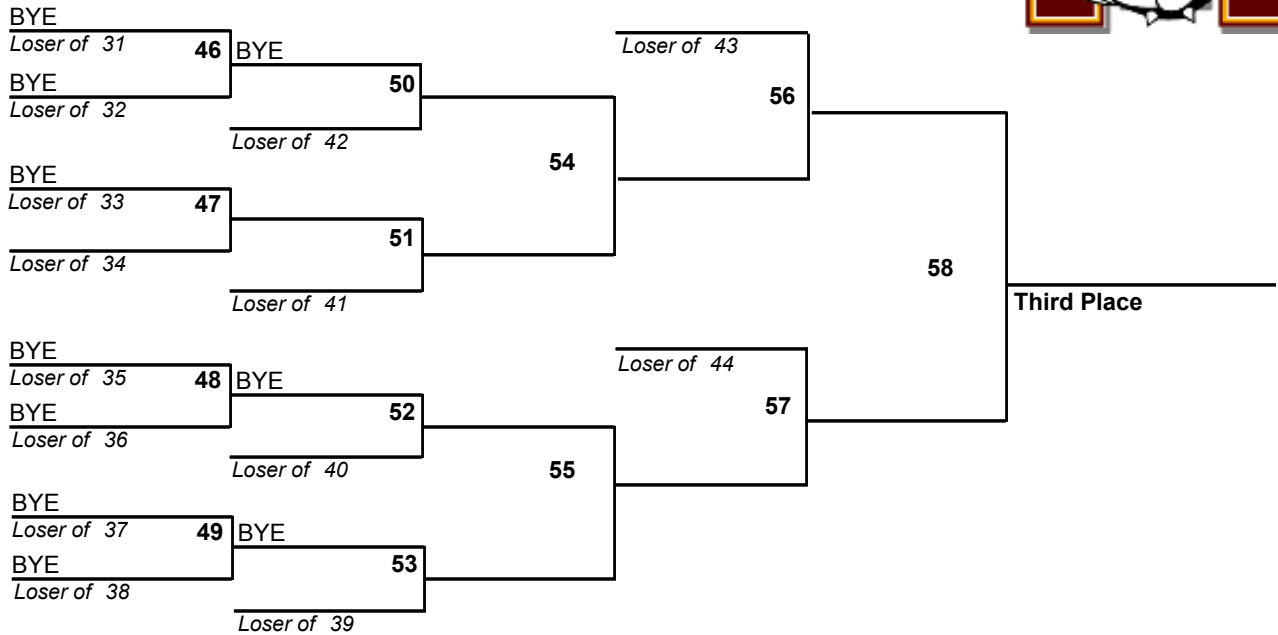 BYE
Loser of 31
46
BYE
BYE
Loser of 32
50
Loser of 42
Loser of 43
56
54
BYE
Loser of 33
47
51
Loser of 34
Loser of 41
58
Third Place
BYE
Loser of 35
48
BYE
BYE
Loser of 36
52
Loser of 40
Loser of 44
57
55
BYE
Loser of 37
49
BYE
BYE
Loser of 38
53
Loser of 39